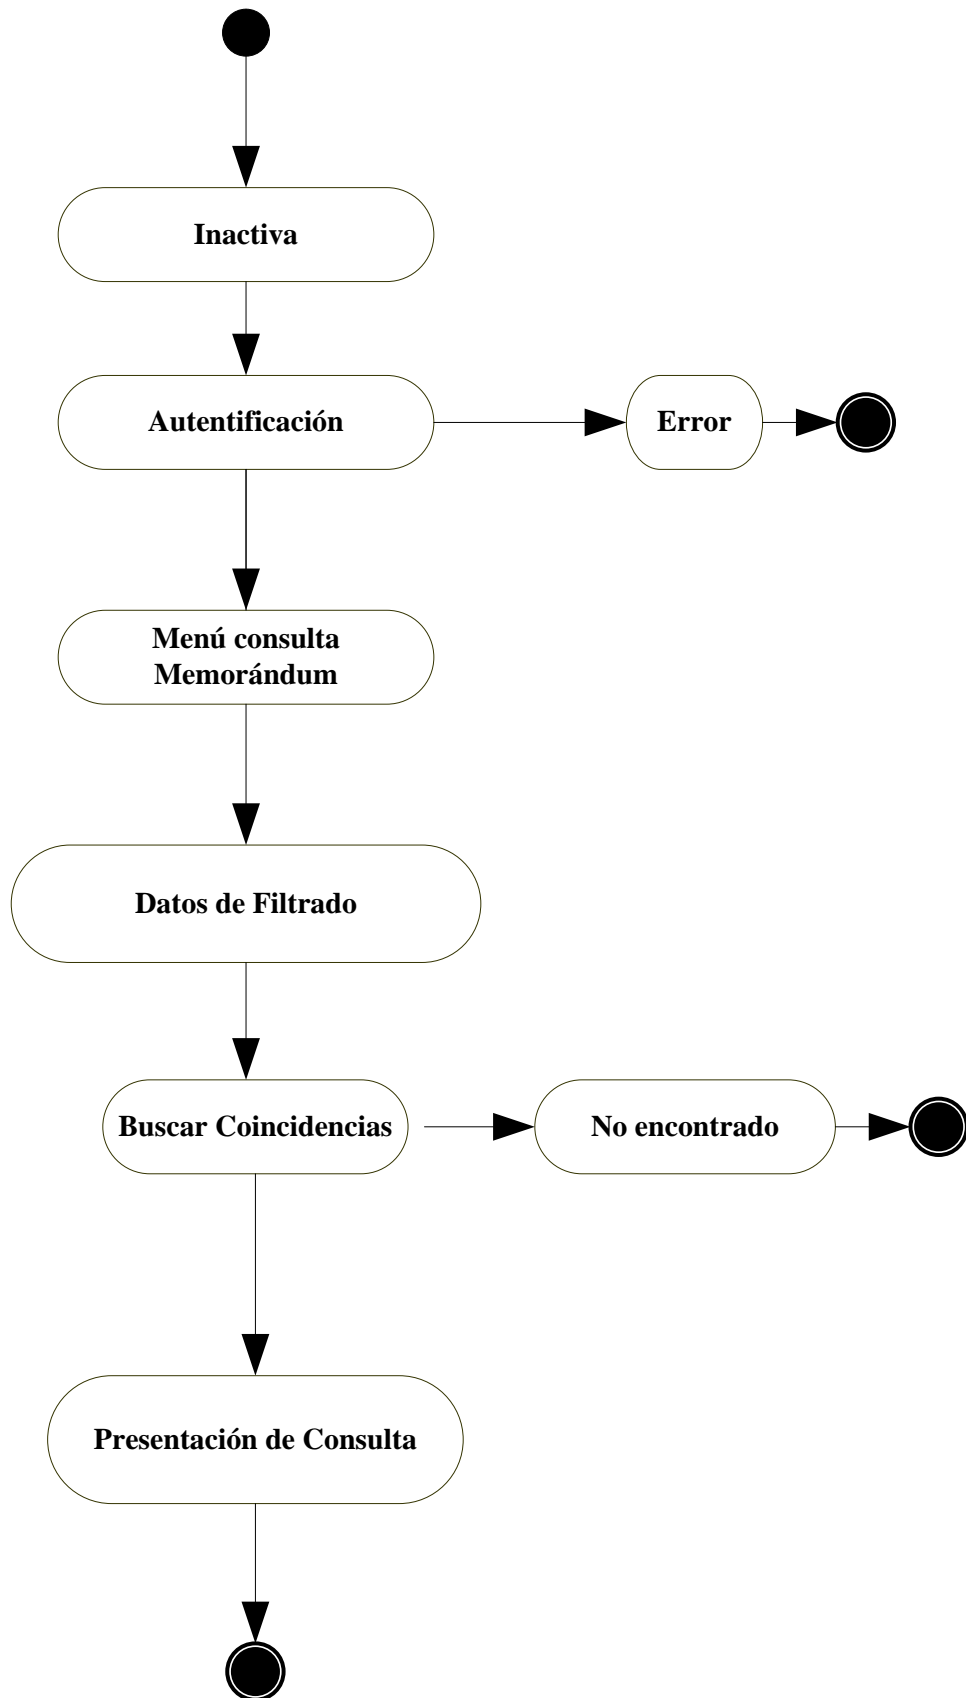 Inactiva
Autentificación
Error
Menú consulta
Memorándum
Datos de Filtrado
Buscar Coincidencias
No encontrado
Presentación de Consulta